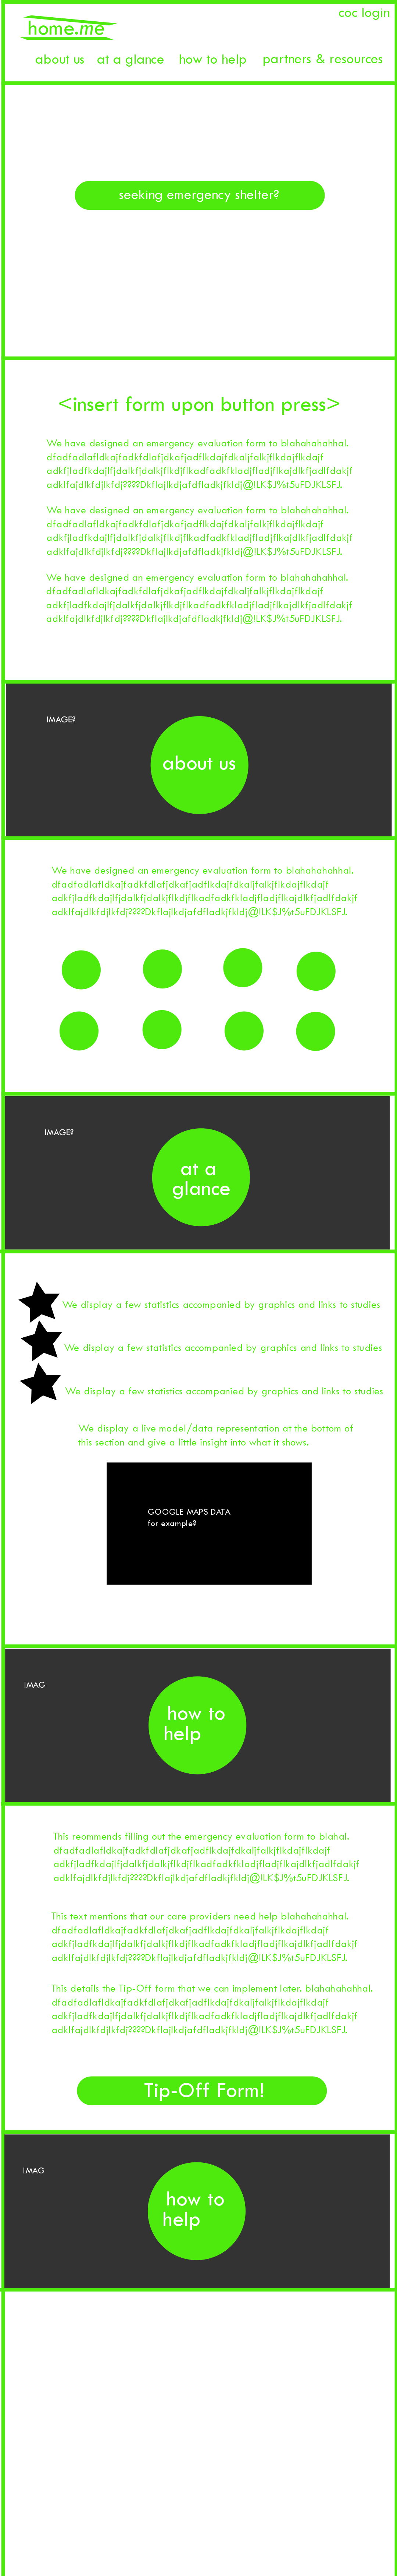 coc login
home.me
about us at a glance how to help partners & resources
seeking emergency shelter?
<insert form upon button press>
We have designed an emergency evaluation form to blahahahahhal.
dfadfadlafldkajfadkfdlafjdkafjadflkdajfdkaljfalkjflkdajflkdajf
adkfjladfkdajlfjdalkfjdalkjflkdjflkadfadkfkladjfladjflkajdlkfjadlfdakjf
adklfajdlkfdjlkfdj????DkflajlkdjafdfladkjfkldJ@!LK$J%t5uFDJKLSFJ.
We have designed an emergency evaluation form to blahahahahhal.
dfadfadlafldkajfadkfdlafjdkafjadflkdajfdkaljfalkjflkdajflkdajf
adkfjladfkdajlfjdalkfjdalkjflkdjflkadfadkfkladjfladjflkajdlkfjadlfdakjf
adklfajdlkfdjlkfdj????DkflajlkdjafdfladkjfkldJ@!LK$J%t5uFDJKLSFJ.
We have designed an emergency evaluation form to blahahahahhal.
dfadfadlafldkajfadkfdlafjdkafjadflkdajfdkaljfalkjflkdajflkdajf
adkfjladfkdajlfjdalkfjdalkjflkdjflkadfadkfkladjfladjflkajdlkfjadlfdakjf
adklfajdlkfdjlkfdj????DkflajlkdjafdfladkjfkldJ@!LK$J%t5uFDJKLSFJ.
IMAGE?
about us
We have designed an emergency evaluation form to blahahahahhal.
dfadfadlafldkajfadkfdlafjdkafjadflkdajfdkaljfalkjflkdajflkdajf
adkfjladfkdajlfjdalkfjdalkjflkdjflkadfadkfkladjfladjflkajdlkfjadlfdakjf
adklfajdlkfdjlkfdj????DkflajlkdjafdfladkjfkldJ@!LK$J%t5uFDJKLSFJ.
IMAGE?
at a
glance
We display a few statistics accompanied by graphics and links to studies
We display a few statistics accompanied by graphics and links to studies
We display a few statistics accompanied by graphics and links to studies
We display a live model/data representation at the bottom of
this section and give a little insight into what it shows.
GOOGLE MAPS DATA
for example?
IMAG
how to
help
This reommends filling out the emergency evaluation form to blahal.
dfadfadlafldkajfadkfdlafjdkafjadflkdajfdkaljfalkjflkdajflkdajf
adkfjladfkdajlfjdalkfjdalkjflkdjflkadfadkfkladjfladjflkajdlkfjadlfdakjf
adklfajdlkfdjlkfdj????DkflajlkdjafdfladkjfkldJ@!LK$J%t5uFDJKLSFJ.
This text mentions that our care providers need help blahahahahhal.
dfadfadlafldkajfadkfdlafjdkafjadflkdajfdkaljfalkjflkdajflkdajf
adkfjladfkdajlfjdalkfjdalkjflkdjflkadfadkfkladjfladjflkajdlkfjadlfdakjf
adklfajdlkfdjlkfdj????DkflajlkdjafdfladkjfkldJ@!LK$J%t5uFDJKLSFJ.
This details the Tip-Off form that we can implement later. blahahahahhal.
dfadfadlafldkajfadkfdlafjdkafjadflkdajfdkaljfalkjflkdajflkdajf
adkfjladfkdajlfjdalkfjdalkjflkdjflkadfadkfkladjfladjflkajdlkfjadlfdakjf
adklfajdlkfdjlkfdj????DkflajlkdjafdfladkjfkldJ@!LK$J%t5uFDJKLSFJ.
Tip-Off Form!
IMAG
how to
help